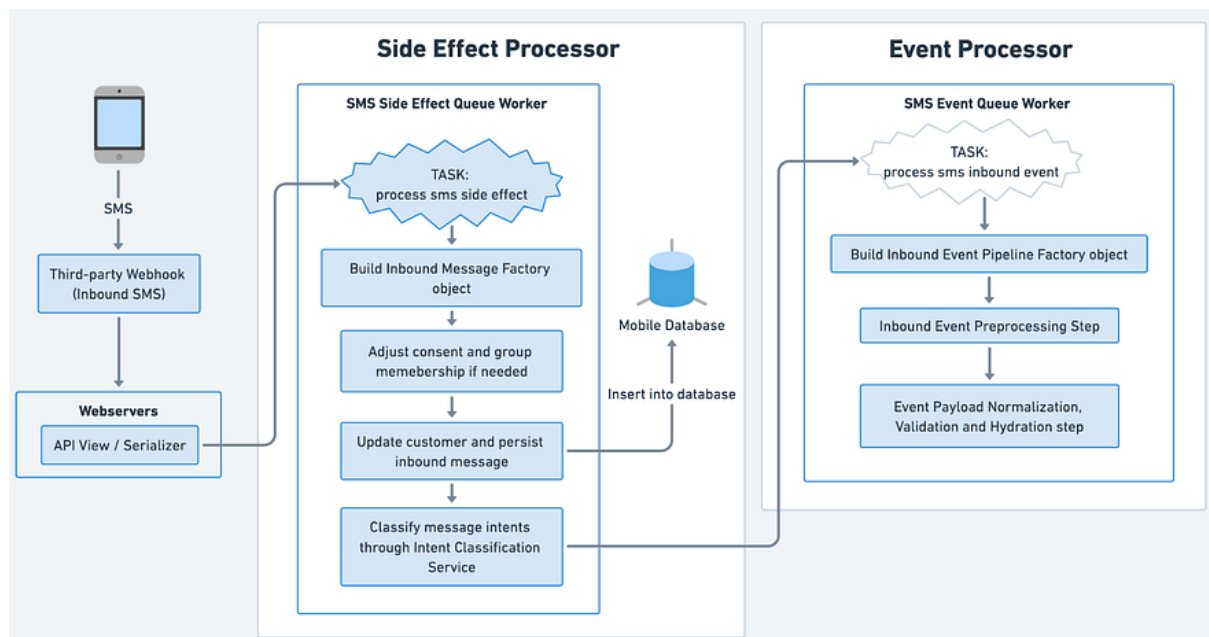 Side Effect Processor
Event Processor
SMS
Third-party Webhook
(Inbound SMS)
Webservers
API View / Serializer
SMS Side Effect Queue Worker
TASK:
process sms side effect
Build Inbound Message Factory
object
Adjust consent and group
memebership if needed
Update customer and persist
inbound message
Classify message intents
through Intent Classification
Service
Mobile Database
Insert into database
SMS Event Queue Worker
TASK:
process sms inbound event
Build Inbound Event Pipeline Factory object
Inbound Event Preprocessing Step
Event Payload Normalization,
Validation and Hydration step